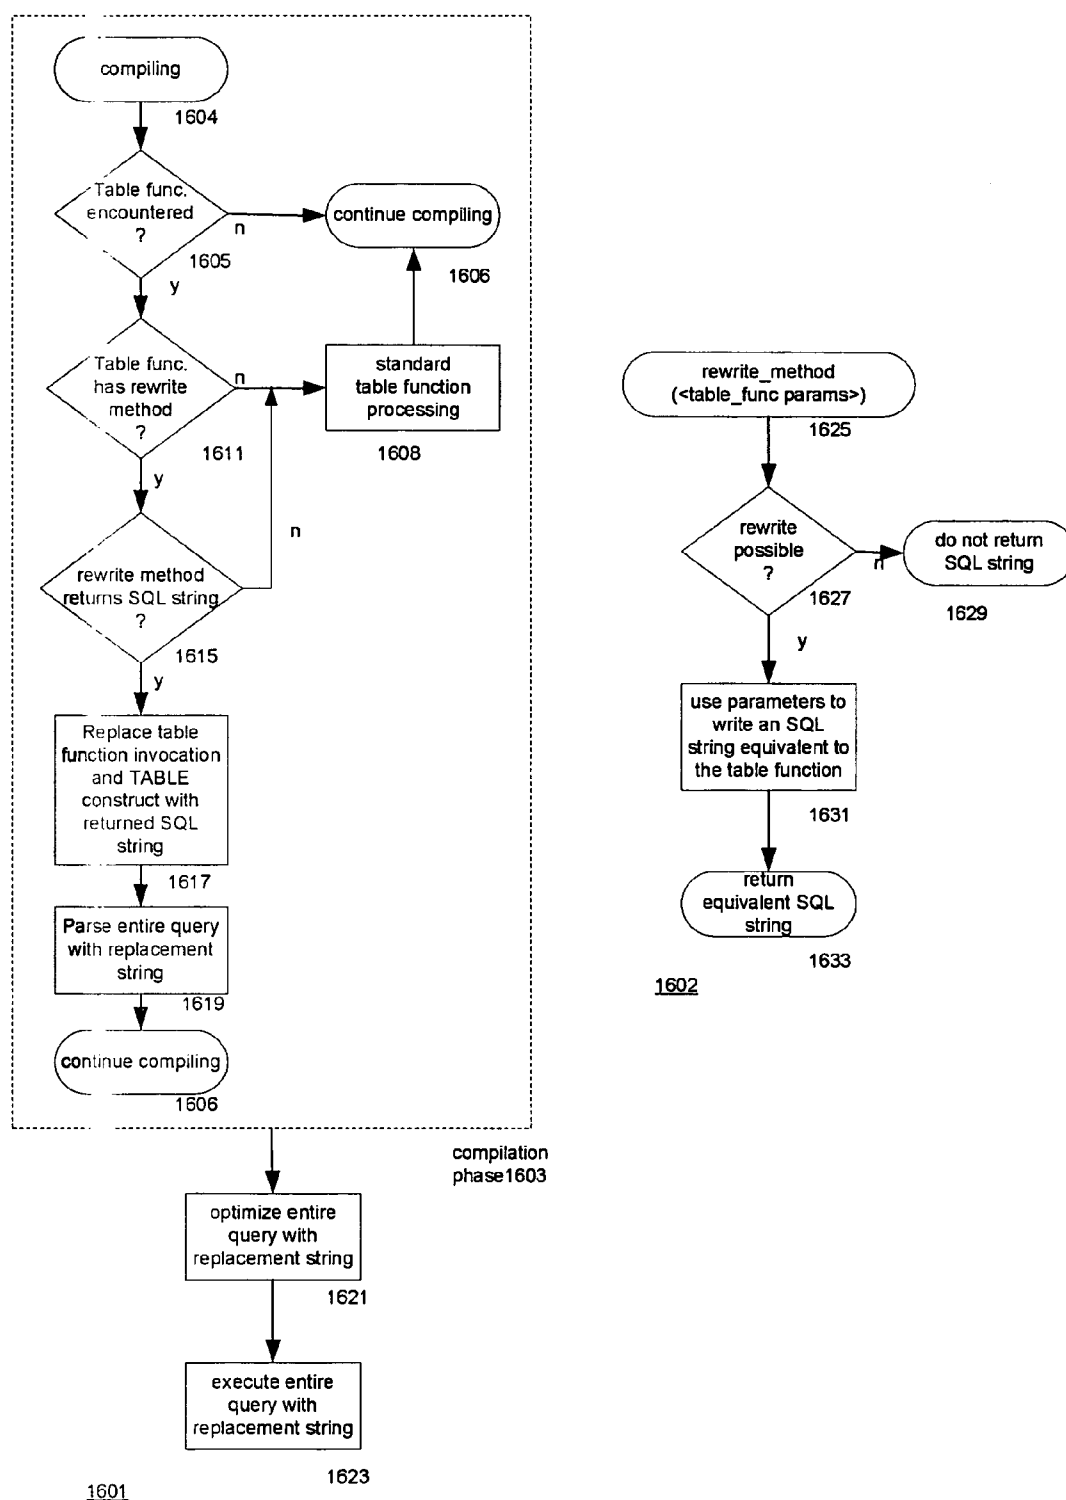 compiling
1604
Table func.
encountered
?
n
1605
y
continue compiling
1606
Table func.
has rewrite
method
?
n
1611
y
standard
table function
processing
1608
rewrite method
returns SQL string
?
n
1615
y
Replace table
function invocation
and TABLE
construct with
returned SQL
string
1617
Parse entire query
with replacement
string
1619
continue compiling
1606
compilation
phase1603
optimize entire
query with
replacement string
1621
execute entire
query with
replacement string
1623
1601
rewrite_method
(<table_func params>)
1625
rewrite
possible
?
n
1627
y
do not return
SQL string
1629
use parameters to
write an SQL
string equivalent to
the table function
1631
return
equivalent SQL
string
1633
1602